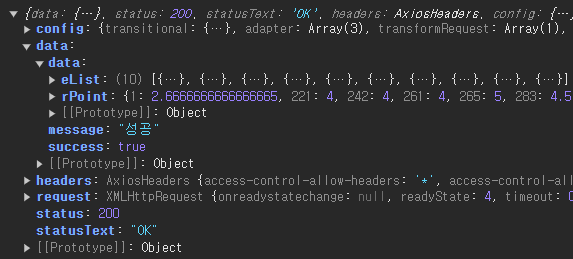 ▼ {data: {…}, status: 200, statusText: 'OK', headers: AxiosHeaders, config: {…},
▶ config: {transitional: {…}, adapter: Array(3), transformRequest: Array(1),
▼ data:
▼ data:
▶ eList: (10) [{…}, {…}, {…}, {…}, {…}, {…}, {…}, {…}, {…},
▶ rPoint: {1: 2.6666666666666665, 221: 4, 242: 4, 261: 4, 265: 5, 283: 4.5
▶ [[Prototype]]: Object
message: "성공"
success: true
▶ [[Prototype]]: Object
▶ headers: AxiosHeaders {access-control-allow-headers: '*', access-control-all
▶ request: XMLHttpRequest {onreadystatechange: null, readyState: 4, timeout: 0
status: 200
statusText: "OK"
▶ [[Prototype]]: Object